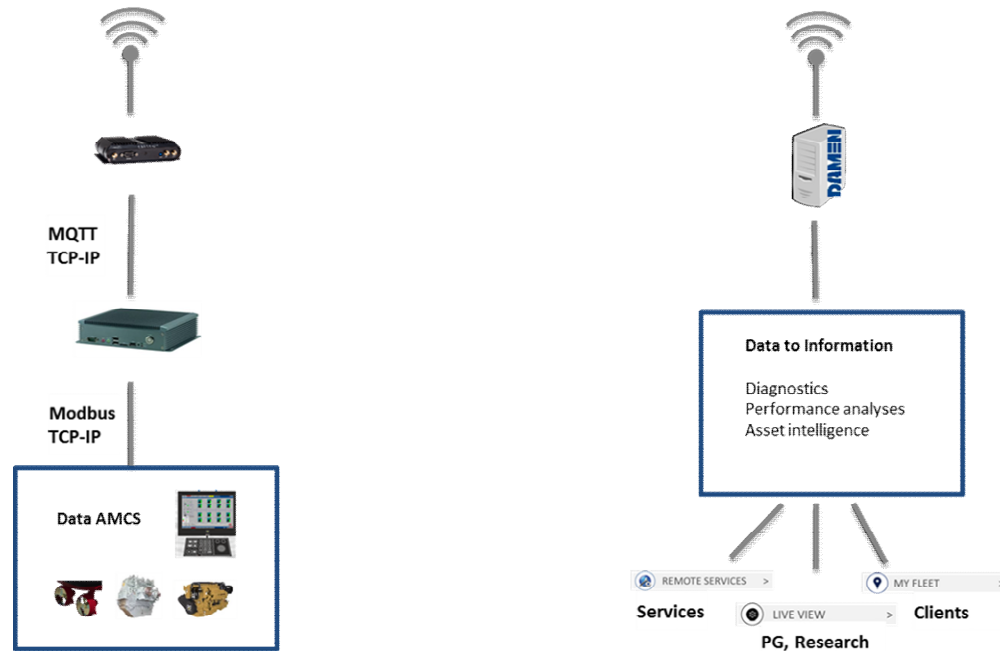 MQTT
TCP-IP
Modbus
TCP-IP
Data AMCS
DAMEN
Data to Information
Diagnostics
Performance analyses
Asset intelligence
REMOTE SERVICES >
Services
LIVE VIEW >
PG, Research
MY FLEET >
Clients